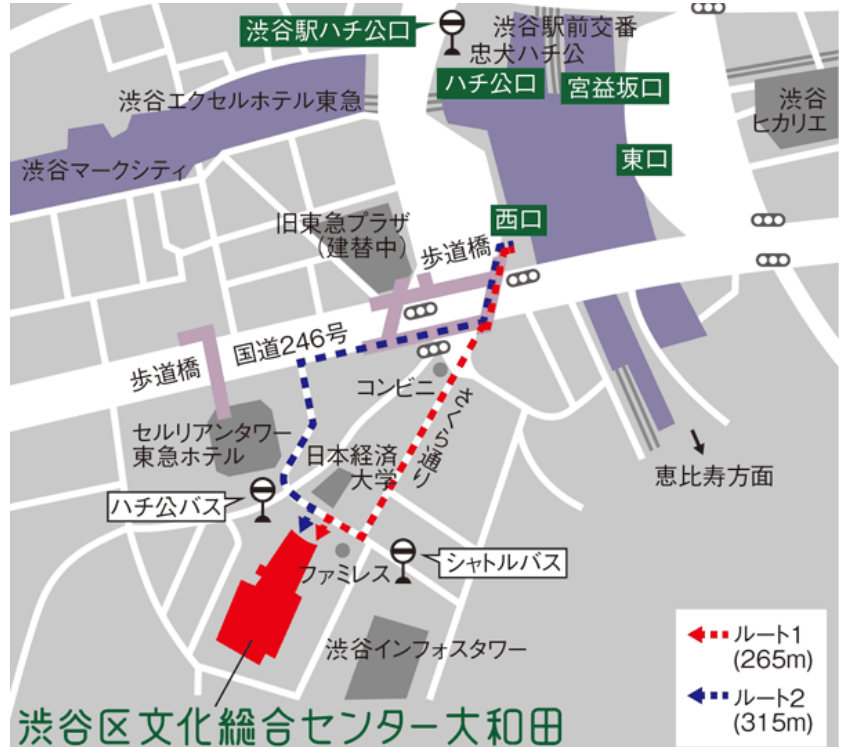 渋谷駅ハチ公口
渋谷駅前交番
忠犬ハチ公
ハチ公口
宮益坂口
渋谷
ヒカリエ
渋谷エクセルホテル東急
渋谷マークシティ
東口
西口
旧東急プラザ
(建替中)
歩道橋
国道246号
歩道橋
コンビニ
さくら通り
セルリアンタワー
東急ホテル
日本経済
大学
恵比寿方面
ハチ公バス
ファミレス
シャトルバス
渋谷インフォスタワー
ルート1
(265m)
ルート2
(315m)
渋谷区文化総合センター大和田